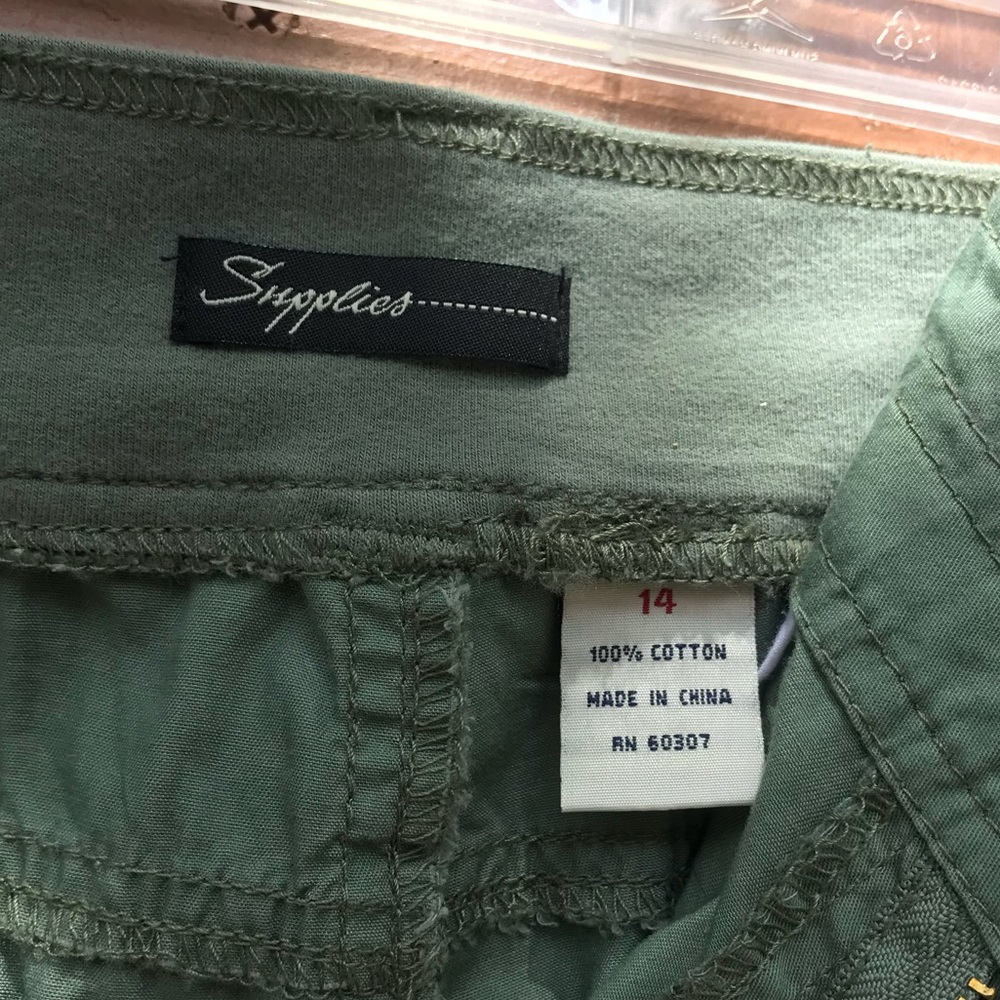 Supplies
14
100% COTTON
MADE IN CHINA
RN 60307